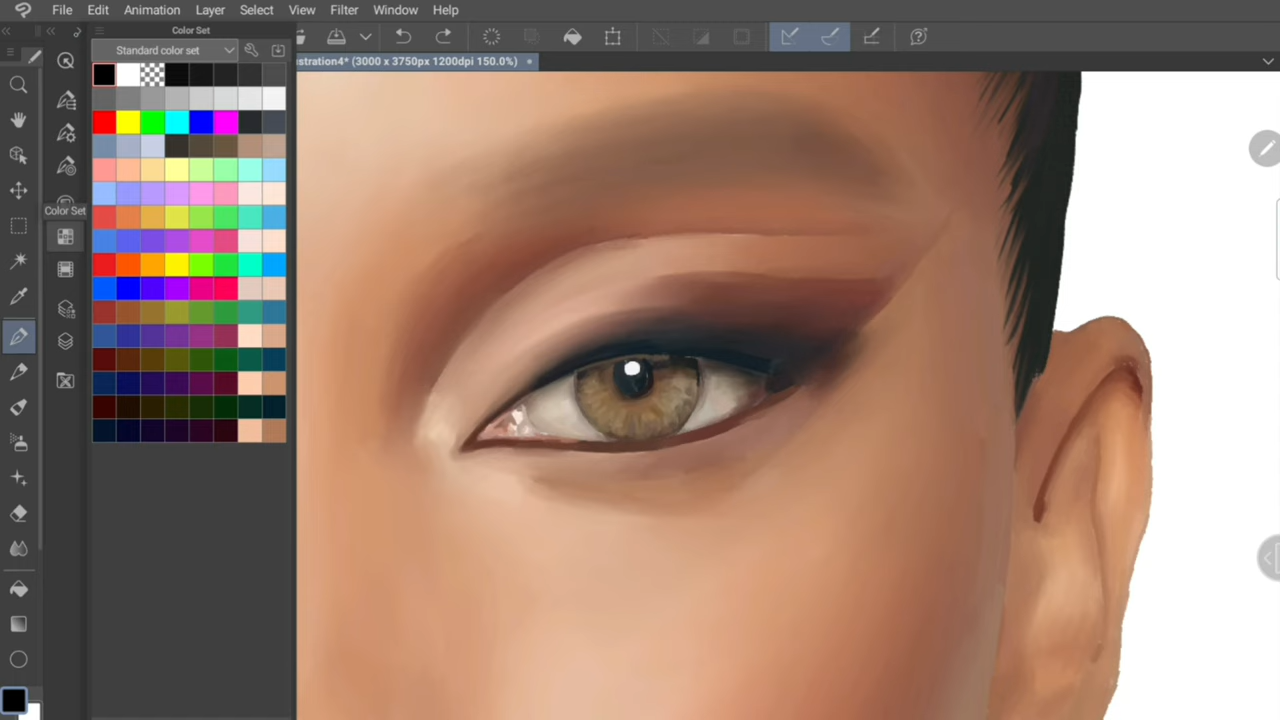 File Edit Animation Layer Select View Filter Window Help
Color Set
Standard color set
ustration4* (3000 x 3750px 1200dpi 150.0%)
Color Set